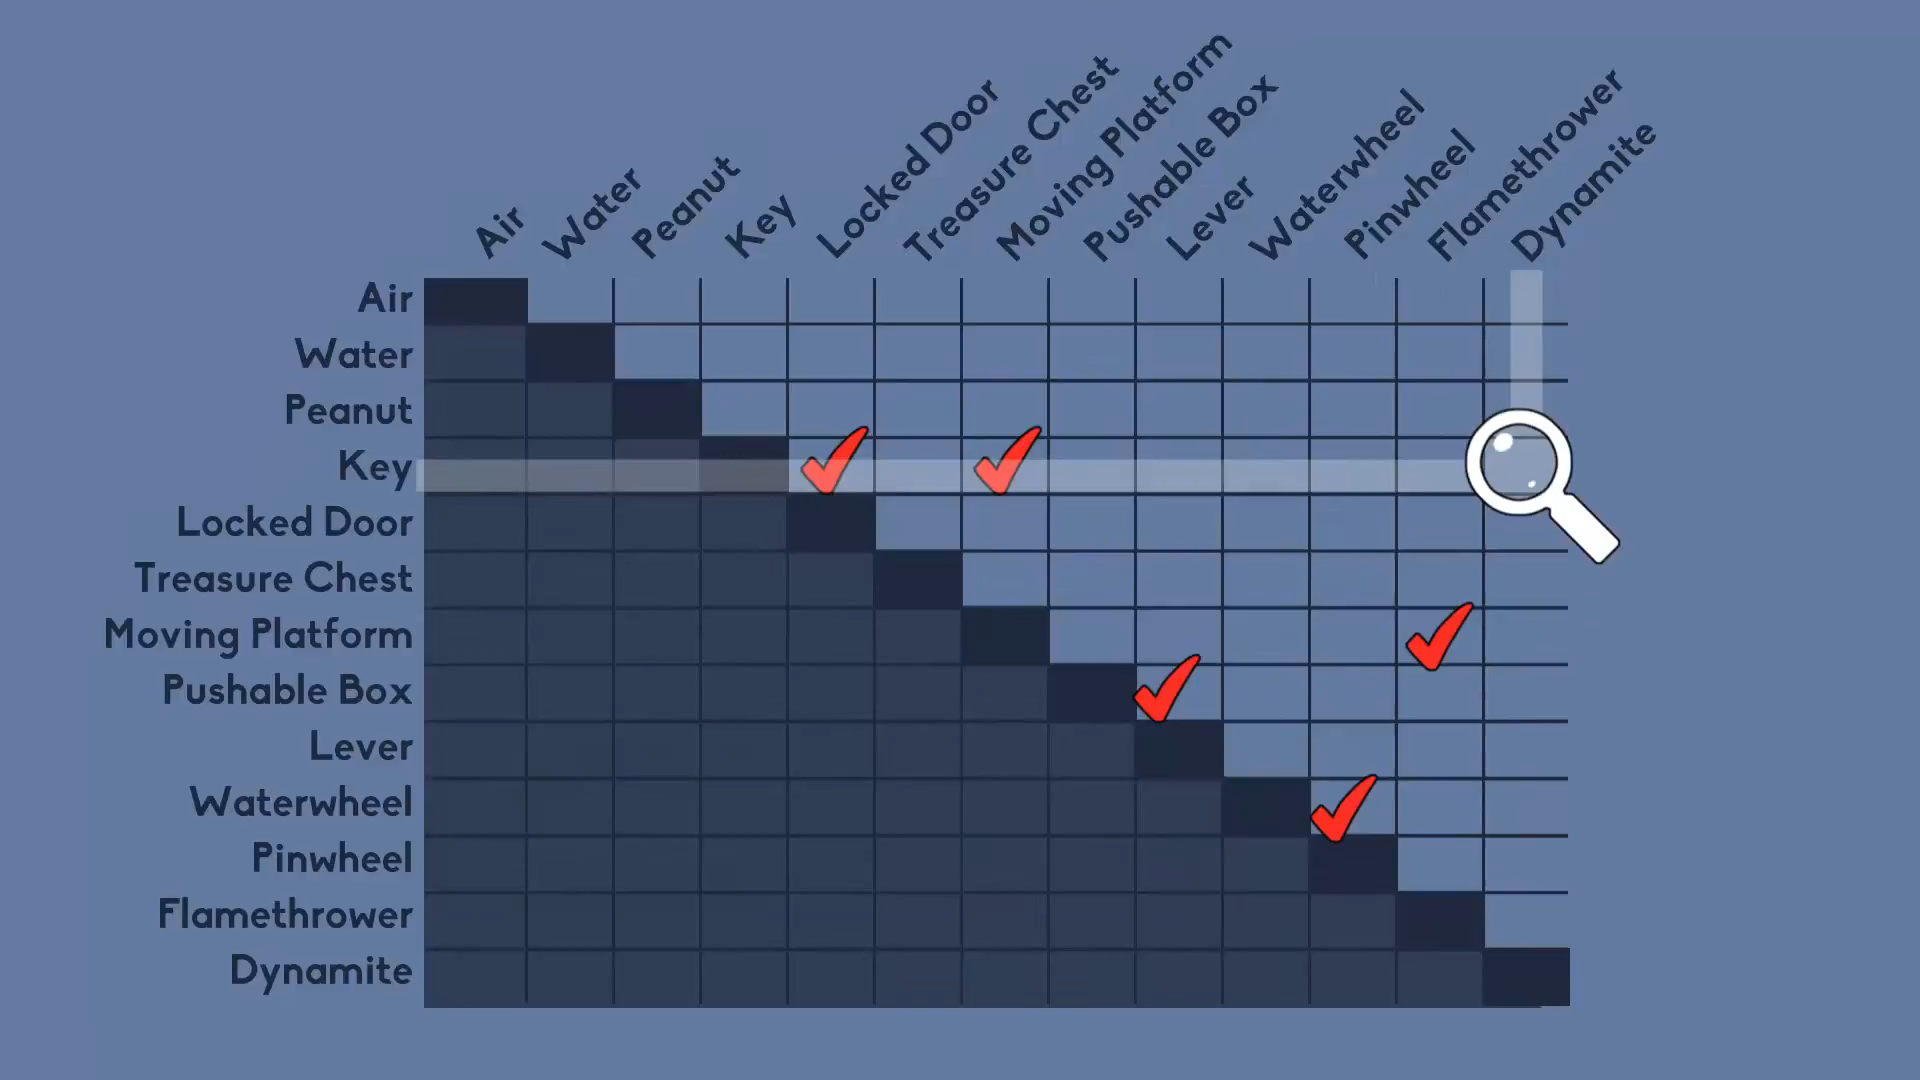 Air
Water
Peanut
Key
Locked Door
Treasure Chest
Moving Platform
Pushable Box
Lever
Waterwheel
Pinwheel
Flamethrower
Dynamite
Air
Water
Peanut
Key
Locked Door
Treasure Chest
Moving Platform
Pushable Box
Lever
Waterwheel
Pinwheel
Flamethrower
Dynamite